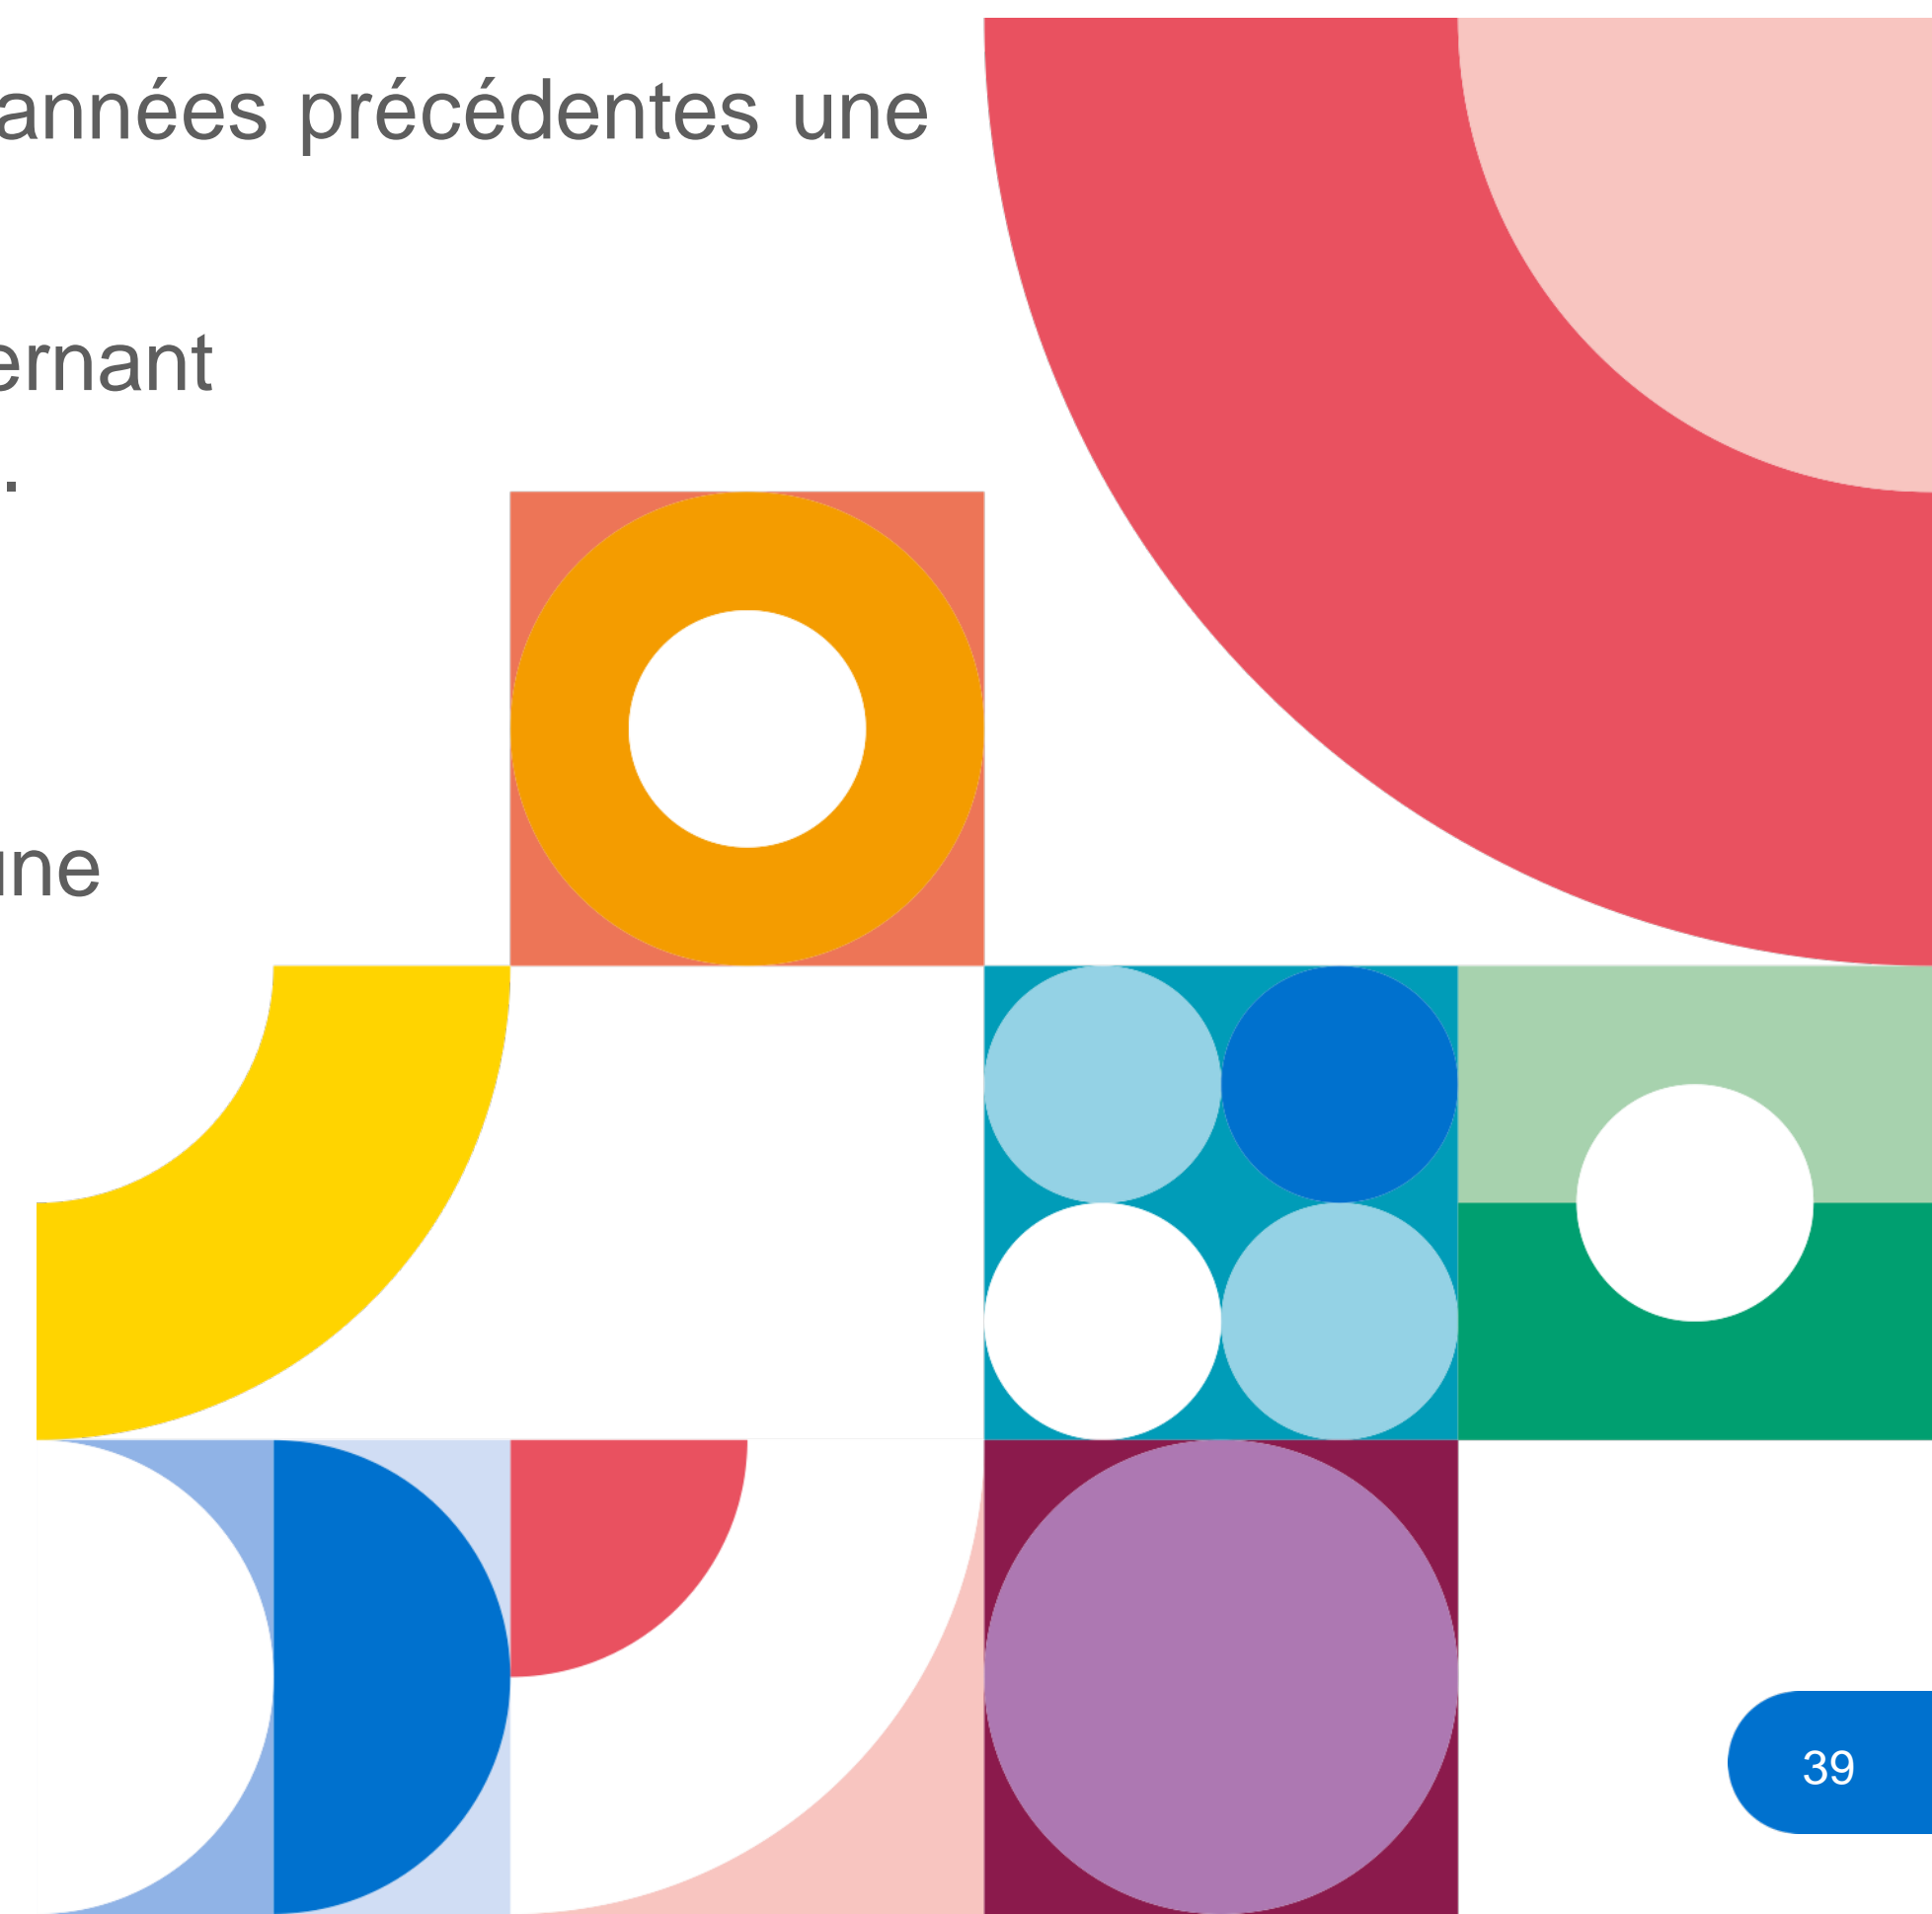 années précédentes une
ernant
.
une
39